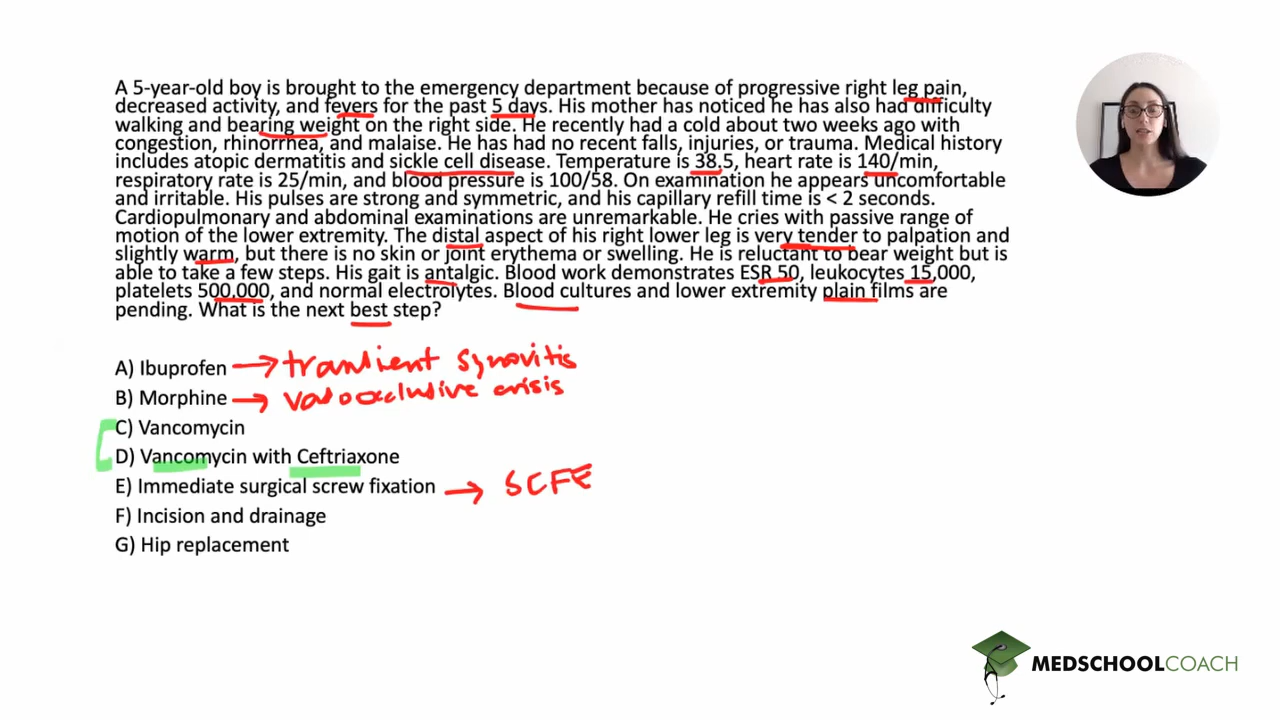 A 5-year-old boy is brought to the emergency department because of progressive right leg pain,
decreased activity, and fevers for the past 5 days. His mother has noticed he has also had difficulty
walking and bearing weight on the right side. He recently had a cold about two weeks ago with
congestion, rhinorrhea, and malaise. He has had no recent falls, injuries, or trauma. Medical history
includes atopic dermatitis and sickle cell disease. Temperature is 38.5, heart rate is 140/min,
respiratory rate is 25/min, and blood pressure is 100/58. On examination he appears uncomfortable
and irritable. His pulses are strong and symmetric, and his capillary refill time is < 2 seconds.
Cardiopulmonary and abdominal examinations are unremarkable. He cries with passive range of
motion of the lower extremity. The distal aspect of his right lower leg is very tender to palpation and
slightly warm, but there is no skin or joint erythema or swelling. He is reluctant to bear weight but is
able to take a few steps. His gait is antalgic. Blood work demonstrates ESR 50, leukocytes 15,000,
platelets 500,000, and normal electrolytes. Blood cultures and lower extremity plain films are
pending. What is the next best step?
A) Ibuprofen → transient synovitis
B) Morphine → vasoocclusive crisis
C) Vancomycin
D) Vancomycin with Ceftriaxone
E) Immediate surgical screw fixation → SCFE
F) Incision and drainage
G) Hip replacement
MEDSCHOOLCOACH